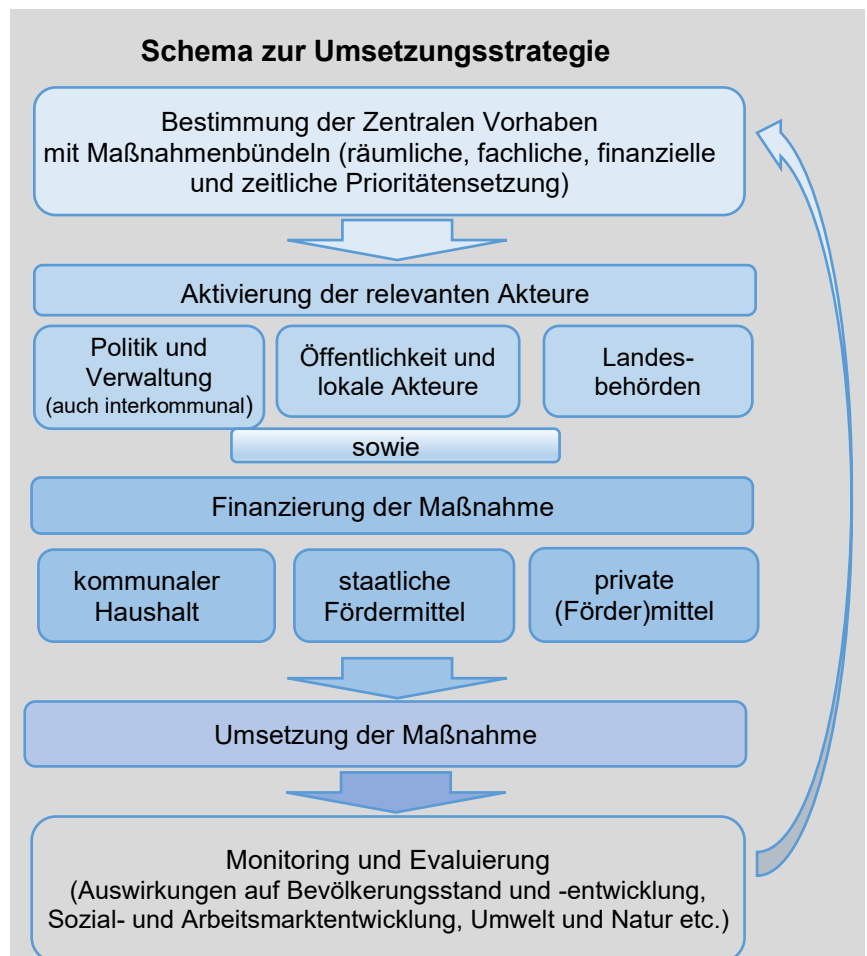 Schema zur Umsetzungsstrategie
Bestimmung der Zentralen Vorhaben
mit Maßnahmenbündeln (räumliche, fachliche, finanzielle
und zeitliche Prioritätensetzung)
Aktivierung der relevanten Akteure
Politik und
Verwaltung
(auch interkommunal)
Öffentlichkeit und
lokale Akteure
Landes-
behörden
sowie
Finanzierung der Maßnahme
kommunaler
Haushalt
staatliche
Fördermittel
private
(Förder)mittel
Umsetzung der Maßnahme
Monitoring und Evaluierung
(Auswirkungen auf Bevölkerungsstand und -entwicklung,
Sozial- und Arbeitsmarktentwicklung, Umwelt und Natur etc.)